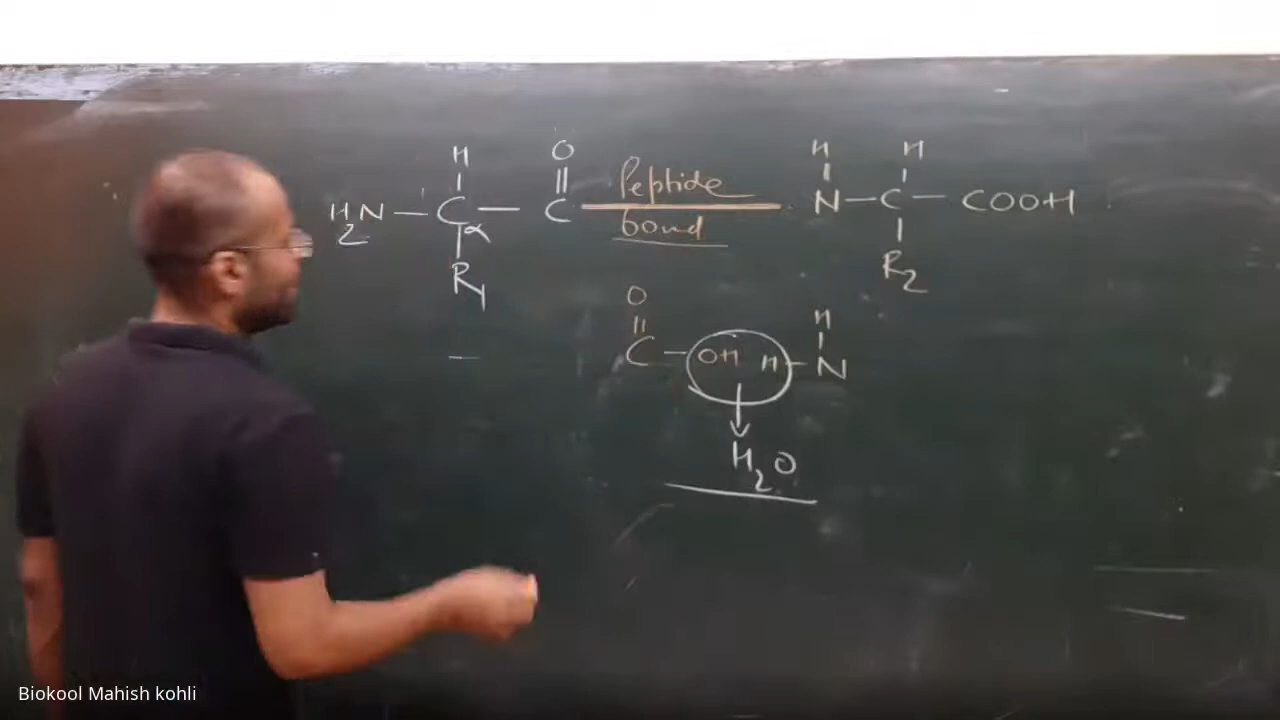 H H
O Peptide
H2N — Cα — C — N — C — COOH
bond
R1 R2
O H
C — OH H — N
H2O
Biokool Mahish kohli